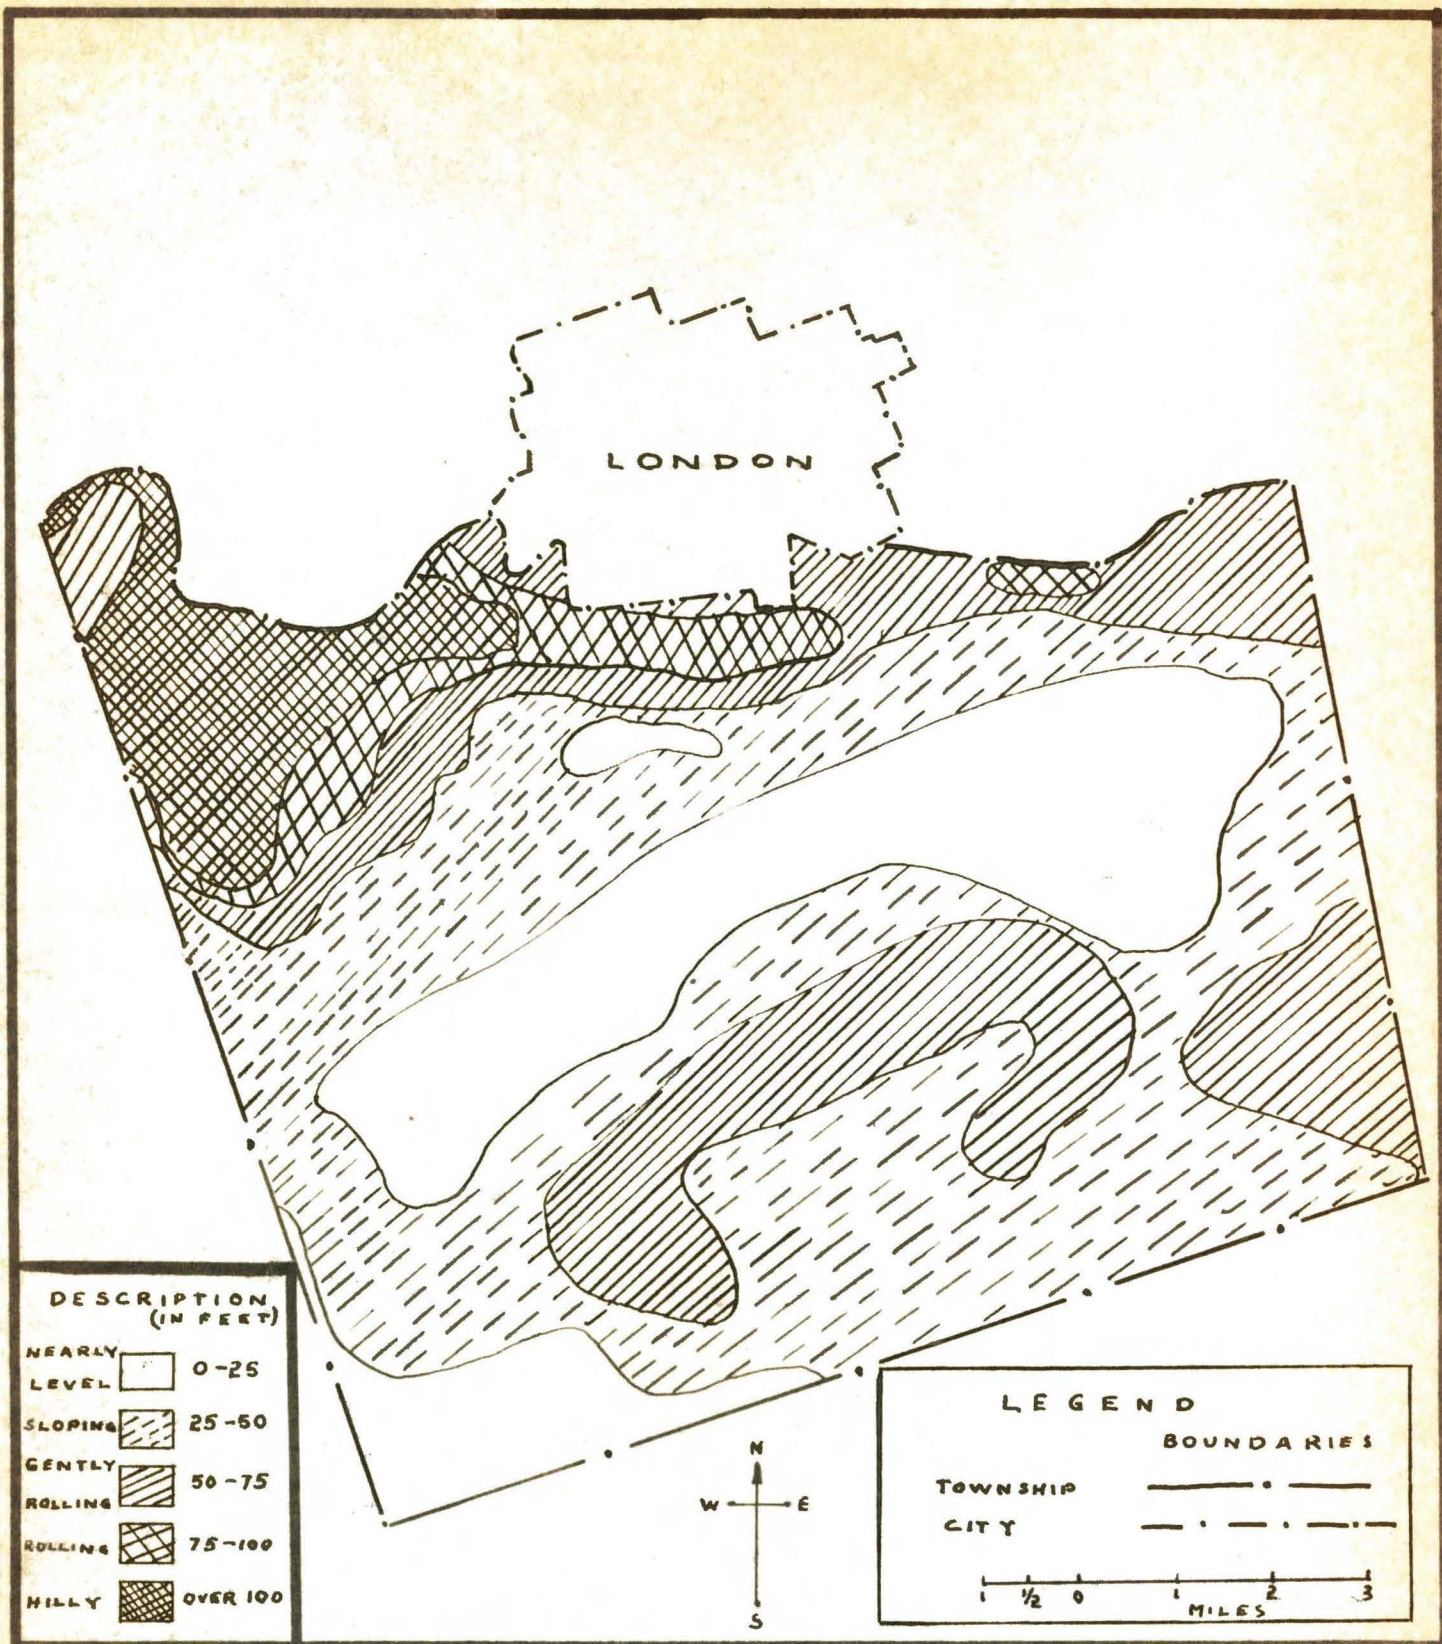 LONDON
DESCRIPTION
(IN FEET)
NEARLY
LEVEL 0-25
SLOPING 25-50
GENTLY
ROLLING 50-75
ROLLING 75-100
HILLY OVER 100
N
W E
S
LEGEND
BOUNDARIES
TOWNSHIP
CITY
1 1/2 0 1 2 3
MILES